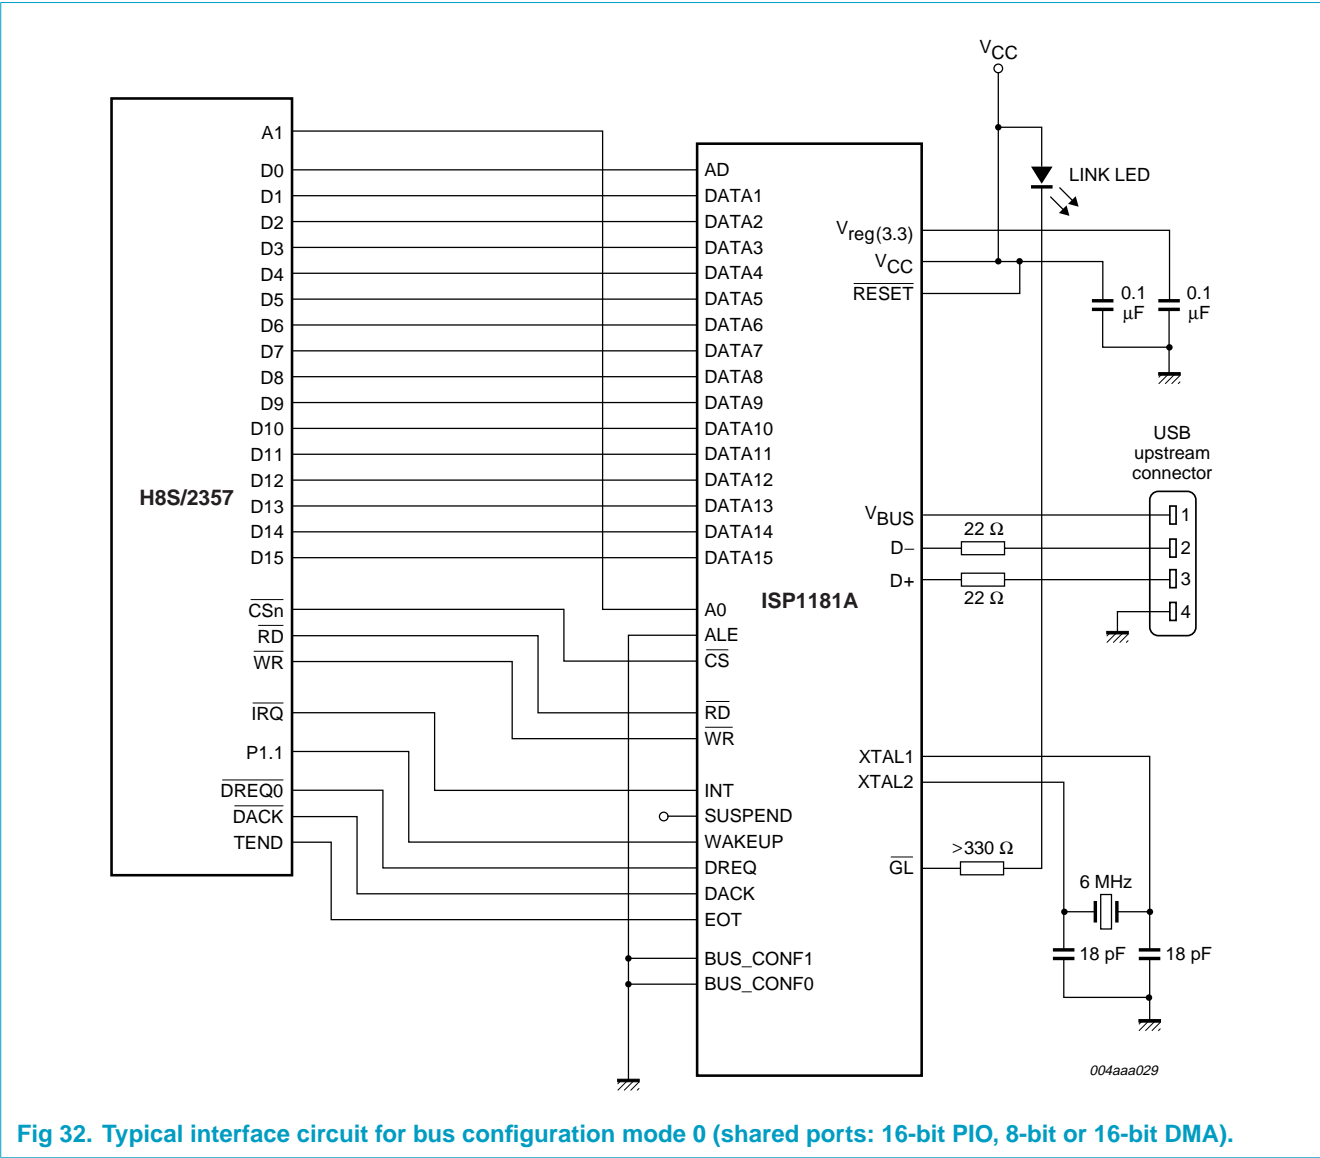 VCC
LINK LED
A1
D0
D1
D2
D3
D4
D5
D6
D7
D8
D9
D10
D11
D12
D13
D14
D15
CSn
RD
WR
IRQ
P1.1
DREQ0
DACK
TEND
H8S/2357
AD
DATA1
DATA2
DATA3
DATA4
DATA5
DATA6
DATA7
DATA8
DATA9
DATA10
DATA11
DATA12
DATA13
DATA14
DATA15
A0
ALE
CS
RD
WR
INT
SUSPEND
WAKEUP
DREQ
DACK
EOT
BUS_CONF1
BUS_CONF0
ISP1181A
Vreg(3.3)
VCC
RESET
VBUS
D−
D+
XTAL1
XTAL2
GL
0.1
μF
0.1
μF
USB
upstream
connector
1
2
3
4
22 Ω
22 Ω
>330 Ω
6 MHz
18 pF
18 pF
004aaa029
Fig 32. Typical interface circuit for bus configuration mode 0 (shared ports: 16-bit PIO, 8-bit or 16-bit DMA).